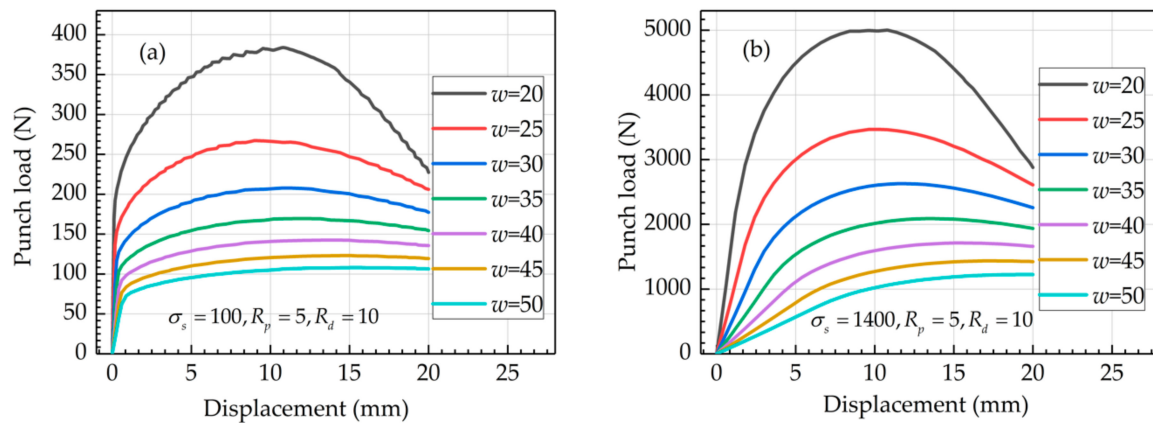 (a)
Punch load (N)
400
350
300
250
200
150
100
50
0
w=20
w=25
w=30
w=35
w=40
w=45
w=50
σs = 100, Rp = 5, Rd = 10
0 5 10 15 20 25
Displacement (mm)
(b)
Punch load (N)
5000
4000
3000
2000
1000
0
w=20
w=25
w=30
w=35
w=40
w=45
w=50
σs = 1400, Rp = 5, Rd = 10
0 5 10 15 20 25
Displacement (mm)